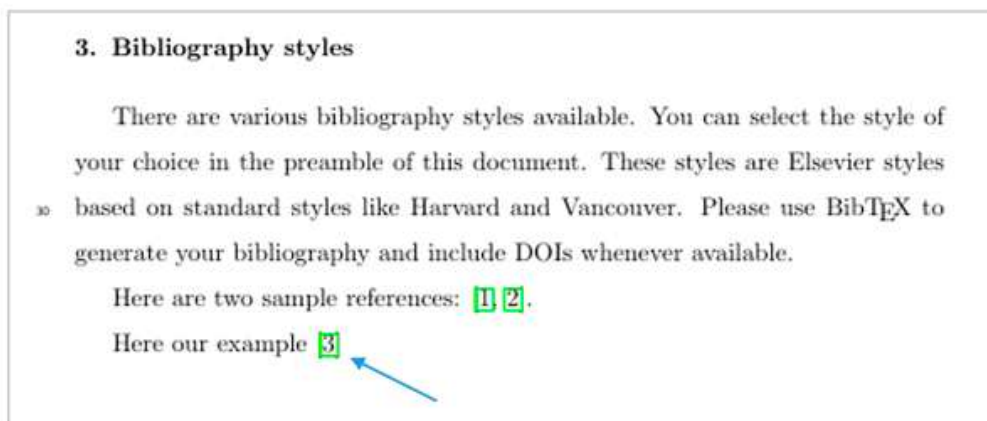 3. Bibliography styles
There are various bibliography styles available. You can select the style of
your choice in the preamble of this document. These styles are Elsevier styles
30 based on standard styles like Harvard and Vancouver. Please use BibTEX to
generate your bibliography and include DOIs whenever available.
Here are two sample references: [1, 2].
Here our example [3]